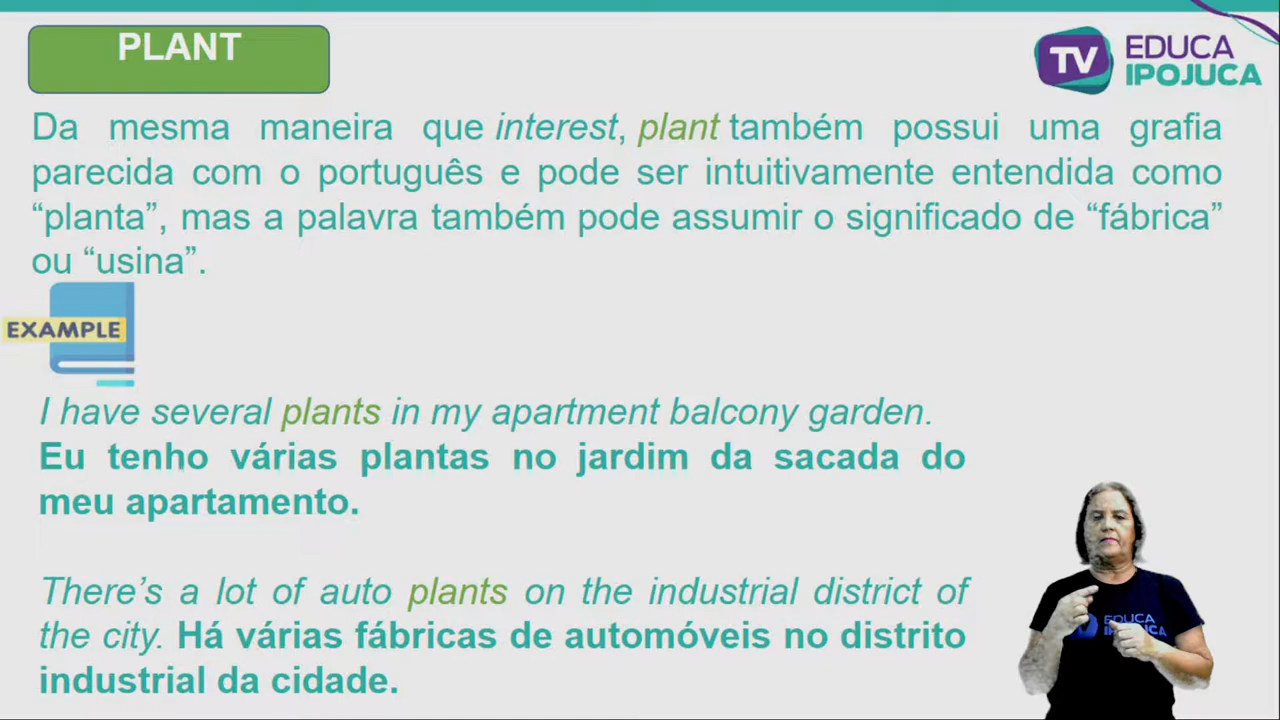 PLANT
TV EDUCA
IPOJUCA
Da mesma maneira que interest, plant também possui uma grafia
parecida com o português e pode ser intuitivamente entendida como
“planta”, mas a palavra também pode assumir o significado de “fábrica”
ou “usina”.
EXAMPLE
I have several plants in my apartment balcony garden.
Eu tenho várias plantas no jardim da sacada do
meu apartamento.
There’s a lot of auto plants on the industrial district of
the city. Há várias fábricas de automóveis no distrito
industrial da cidade.
EDUCA
IPOJUCA